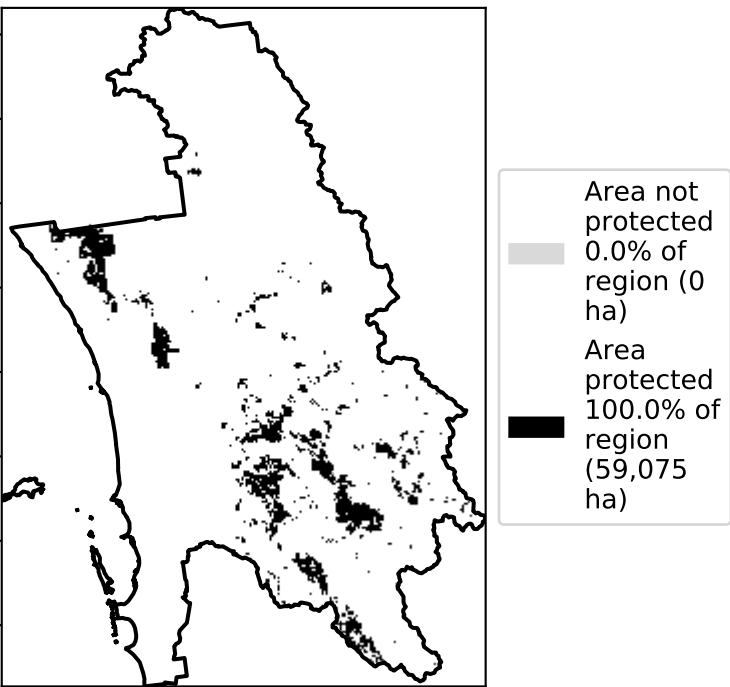 Area not
protected
0.0% of
region (0
ha)
Area
protected
100.0% of
region
(59,075
ha)